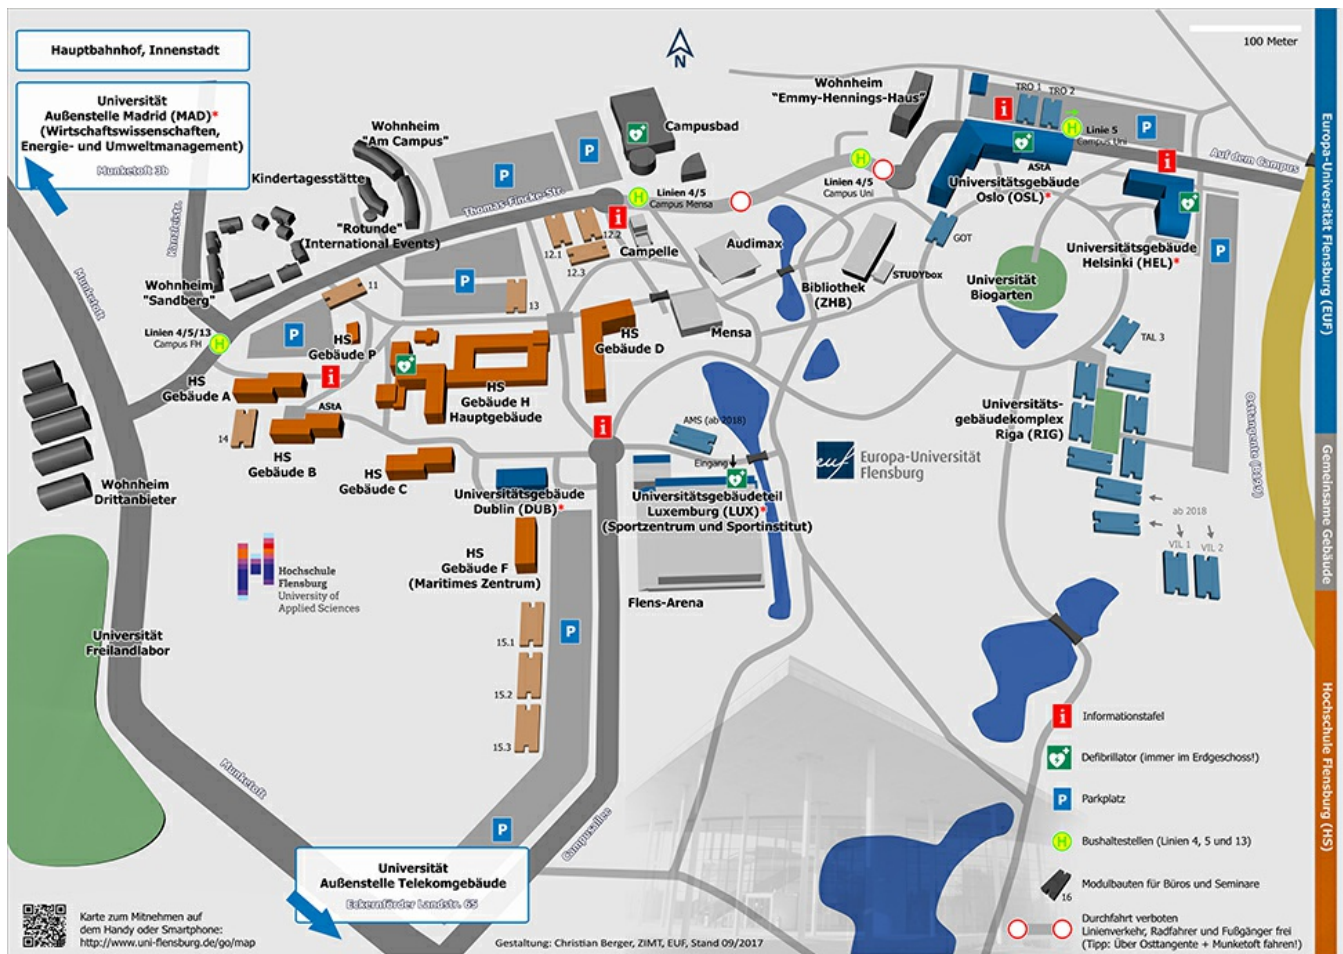 Hauptbahnhof, Innenstadt
Universität
Außenstelle Madrid (MAD)*
(Wirtschaftswissenschaften,
Energie- und Umweltmanagement)
Munketoft 3b
N
100 Meter
Wohnheim
"Emmy-Hennings-Haus"
TRO 1
TRO 2
Linie 5
Campus Uni
Auf dem Campus
Campusbad
Wohnheim
"Am Campus"
Kindertagesstätte
"Rotunde"
(International Events)
Thomas-Fincke-Str.
Linien 4/5
Campus Mensa
Linien 4/5
Campus Uni
AStA
Universitätsgebäude
Oslo (OSL)*
Universitätsgebäude
Helsinki (HEL)*
Kanzleistr.
Munketoft
Wohnheim
"Sandberg"
12.1
12.2
12.3
Campelle
Audimax
GOT
STUDYbox
Bibliothek
(ZHB)
Universität
Biogarten
11
13
Mensa
TAL 3
Linien 4/5/13
Campus FH
HS
Gebäude P
HS
Gebäude D
HS
Gebäude A
AStA
HS
Gebäude H
Hauptgebäude
14
HS
Gebäude B
HS
Gebäude C
AMS (ab 2018)
Eingang
euf
Europa-Universität
Flensburg
Universitäts-
gebäudekomplex
Riga (RIG)
Osttangente (B199)
Wohnheim
Drittanbieter
Universitätsgebäude
Dublin (DUB)*
Universitätsgebäudeteil
Luxemburg (LUX)*
(Sportzentrum und Sportinstitut)
ab 2018
VIL 1
VIL 2
HS
Gebäude F
(Maritimes Zentrum)
Hochschule
Flensburg
University of
Applied Sciences
Flens-Arena
Universität
Freilandlabor
15.1
15.2
15.3
Munketoft
Campusallee
Universität
Außenstelle Telekomgebäude
Eckernförder Landstr. 65
i Informationstafel
Defibrillator (immer im Erdgeschoss!)
P Parkplatz
H Bushaltestellen (Linien 4, 5 und 13)
Modulbauten für Büros und Seminare
16
Durchfahrt verboten
Linienverkehr, Radfahrer und Fußgänger frei
(Tipp: Über Osttangente + Munketoft fahren!)
Karte zum Mitnehmen auf
dem Handy oder Smartphone:
http://www.uni-flensburg.de/go/map
Gestaltung: Christian Berger, ZIMT, EUF, Stand 09/2017
Europa-Universität Flensburg (EUF)
Gemeinsame Gebäude
Hochschule Flensburg (HS)